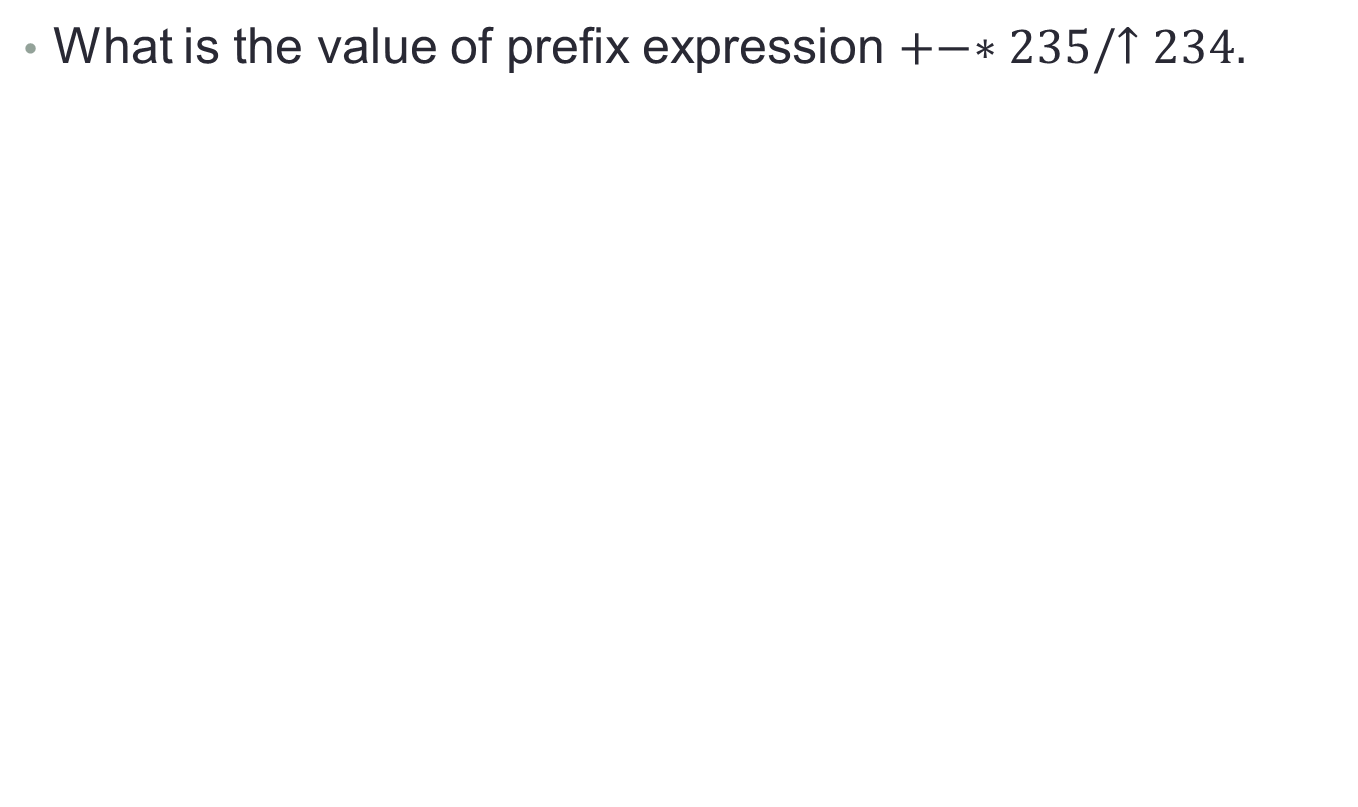 • What is the value of prefix expression +−∗ 235/↑ 234.